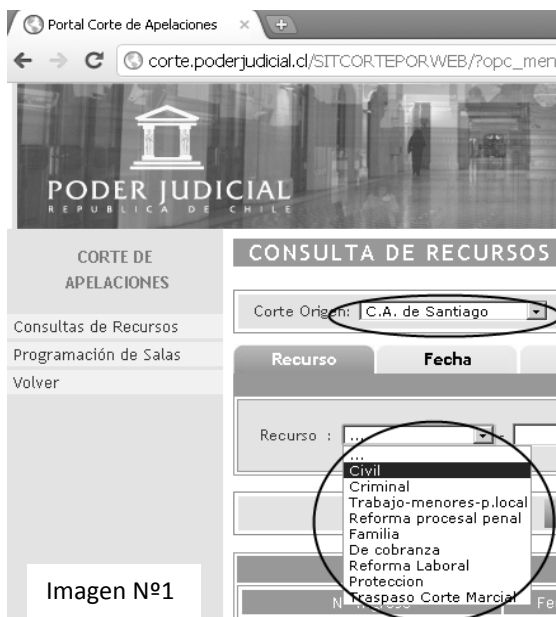 Portal Corte de Apelaciones
corte.poderjudicial.cl/SITCORTEPORWEB/?opc_men
PODER JUDICIAL
REPUBLICA DE CHILE
CORTE DE
APELACIONES
Consultas de Recursos
Programación de Salas
Volver
CONSULTA DE RECURSOS
Corte Origen: C.A. de Santiago
Recurso Fecha
Recurso : ... -
...
Civil
Criminal
Trabajo-menores-p.local
Reforma procesal penal
Familia
De cobranza
Reforma Laboral
Proteccion
Traspaso Corte Marcial
Fe
Imagen Nº1